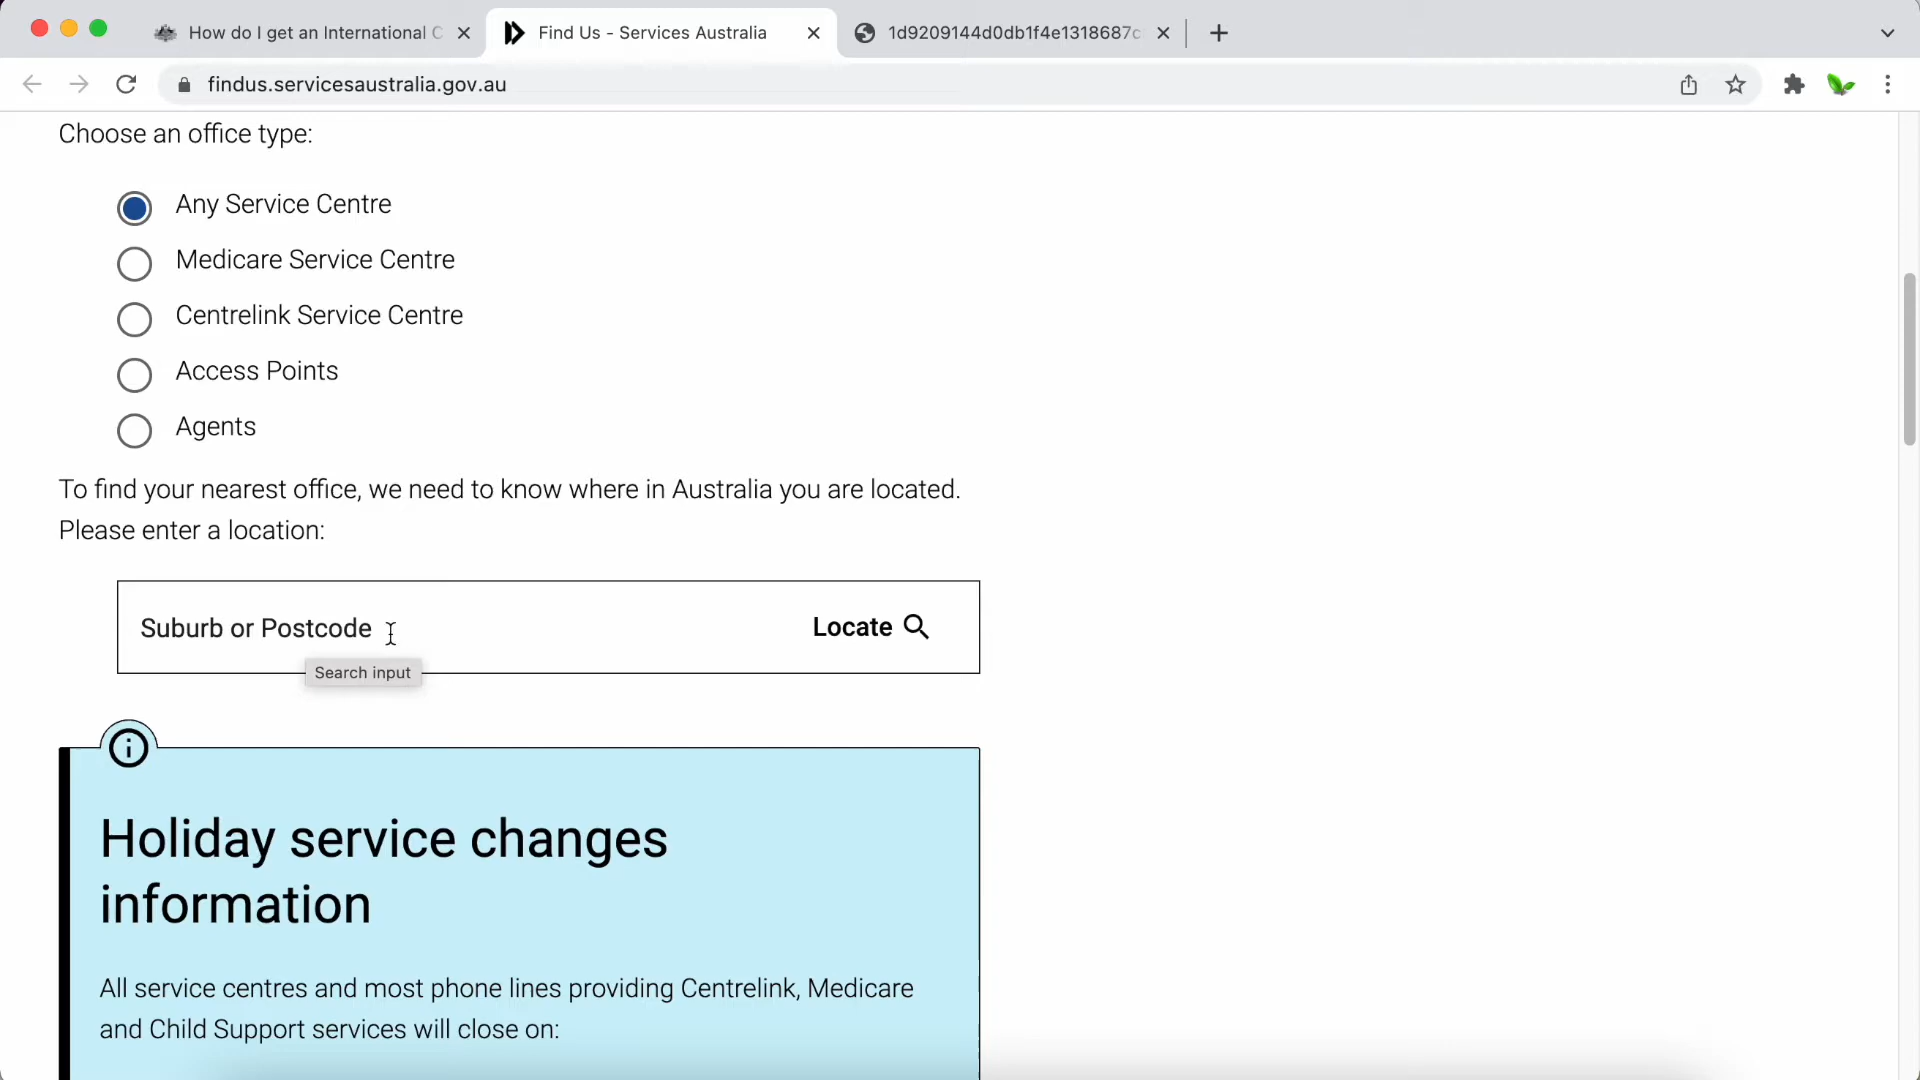 How do I get an International C
Find Us - Services Australia
1d9209144d0db1f4e1318687c
findus.servicesaustralia.gov.au
Choose an office type:
Any Service Centre
Medicare Service Centre
Centrelink Service Centre
Access Points
Agents
To find your nearest office, we need to know where in Australia you are located.
Please enter a location:
Suburb or Postcode
Locate
Search input
Holiday service changes
information
All service centres and most phone lines providing Centrelink, Medicare
and Child Support services will close on: